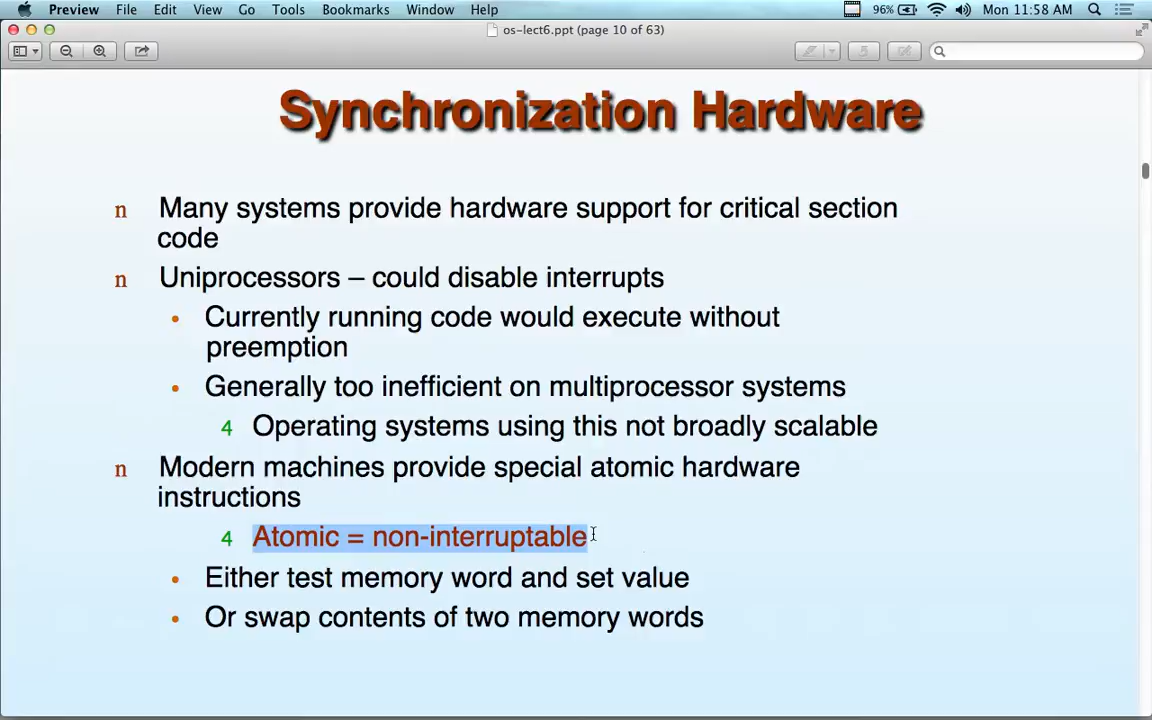 Preview File Edit View Go Tools Bookmarks Window Help 96% Mon 11:58 AM
os-lect6.ppt (page 10 of 63)
Synchronization Hardware
n Many systems provide hardware support for critical section
code
n Uniprocessors – could disable interrupts
• Currently running code would execute without
preemption
• Generally too inefficient on multiprocessor systems
4 Operating systems using this not broadly scalable
n Modern machines provide special atomic hardware
instructions
4 Atomic = non-interruptable
• Either test memory word and set value
• Or swap contents of two memory words